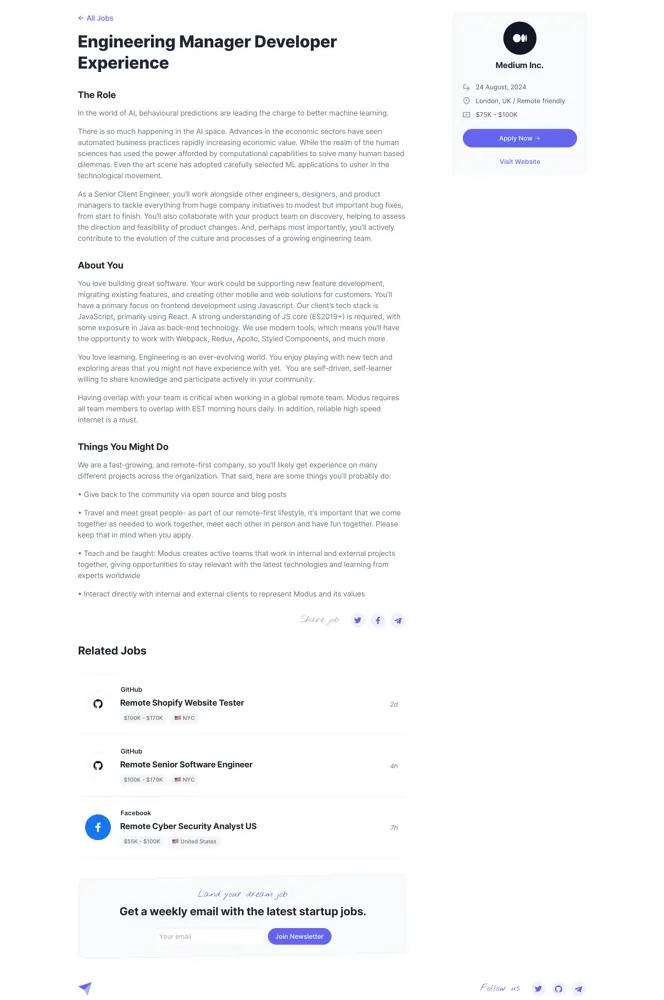 ← All Jobs
Engineering Manager Developer
Experience
The Role
In the world of AI, behavioural predictions are leading the charge to better machine learning.
There is so much happening in the AI space. Advances in the economic sectors have seen
automated business practices rapidly increasing economic value. While the realm of the human
sciences has used the power afforded by computational capabilities to solve many human based
dilemmas. Even the art scene has adopted carefully selected ML applications to usher in the
technological movement.
As a Senior Client Engineer, you'll work alongside other engineers, designers, and product
managers to tackle everything from huge company initiatives to modest but important bug fixes,
from start to finish. You'll also collaborate with your product team on discovery, helping to assess
the direction and feasibility of product changes. And, perhaps most importantly, you'll actively
contribute to the evolution of the culture and processes of a growing engineering team.
About You
You love building great software. Your work could be supporting new feature development,
migrating existing features, and creating other mobile and web solutions for customers. You'll
have a primary focus on frontend development using Javascript. Our client's tech stack is
JavaScript, primarily using React. A strong understanding of JS core (ES2019+) is required, with
some exposure in Java as back-end technology. We use modern tools, which means you'll have
the opportunity to work with Webpack, Redux, Apollo, Styled Components, and much more.
You love learning. Engineering is an ever-evolving world. You enjoy playing with new tech and
exploring areas that you might not have experience with yet.  You are self-driven, self-learner
willing to share knowledge and participate actively in your community.
Having overlap with your team is critical when working in a global remote team. Modus requires
all team members to overlap with EST morning hours daily. In addition, reliable high speed
internet is a must.
Things You Might Do
We are a fast-growing, and remote-first company, so you'll likely get experience on many
different projects across the organization. That said, here are some things you'll probably do:
• Give back to the community via open source and blog posts
• Travel and meet great people- as part of our remote-first lifestyle, it's important that we come
together as needed to work together, meet each other in person and have fun together. Please
keep that in mind when you apply.
• Teach and be taught: Modus creates active teams that work in internal and external projects
together, giving opportunities to stay relevant with the latest technologies and learning from
experts worldwide
• Interact directly with internal and external clients to represent Modus and its values
Share job
Medium Inc.
24 August, 2024
London, UK / Remote friendly
$75K - $100K
Apply Now →
Visit Website
Related Jobs
GitHub
Remote Shopify Website Tester
$100K - $170K
NYC
2d
GitHub
Remote Senior Software Engineer
$100K - $170K
NYC
4h
Facebook
Remote Cyber Security Analyst US
$55K - $100K
United States
7h
Land your dream job
Get a weekly email with the latest startup jobs.
Your email
Join Newsletter
Follow us